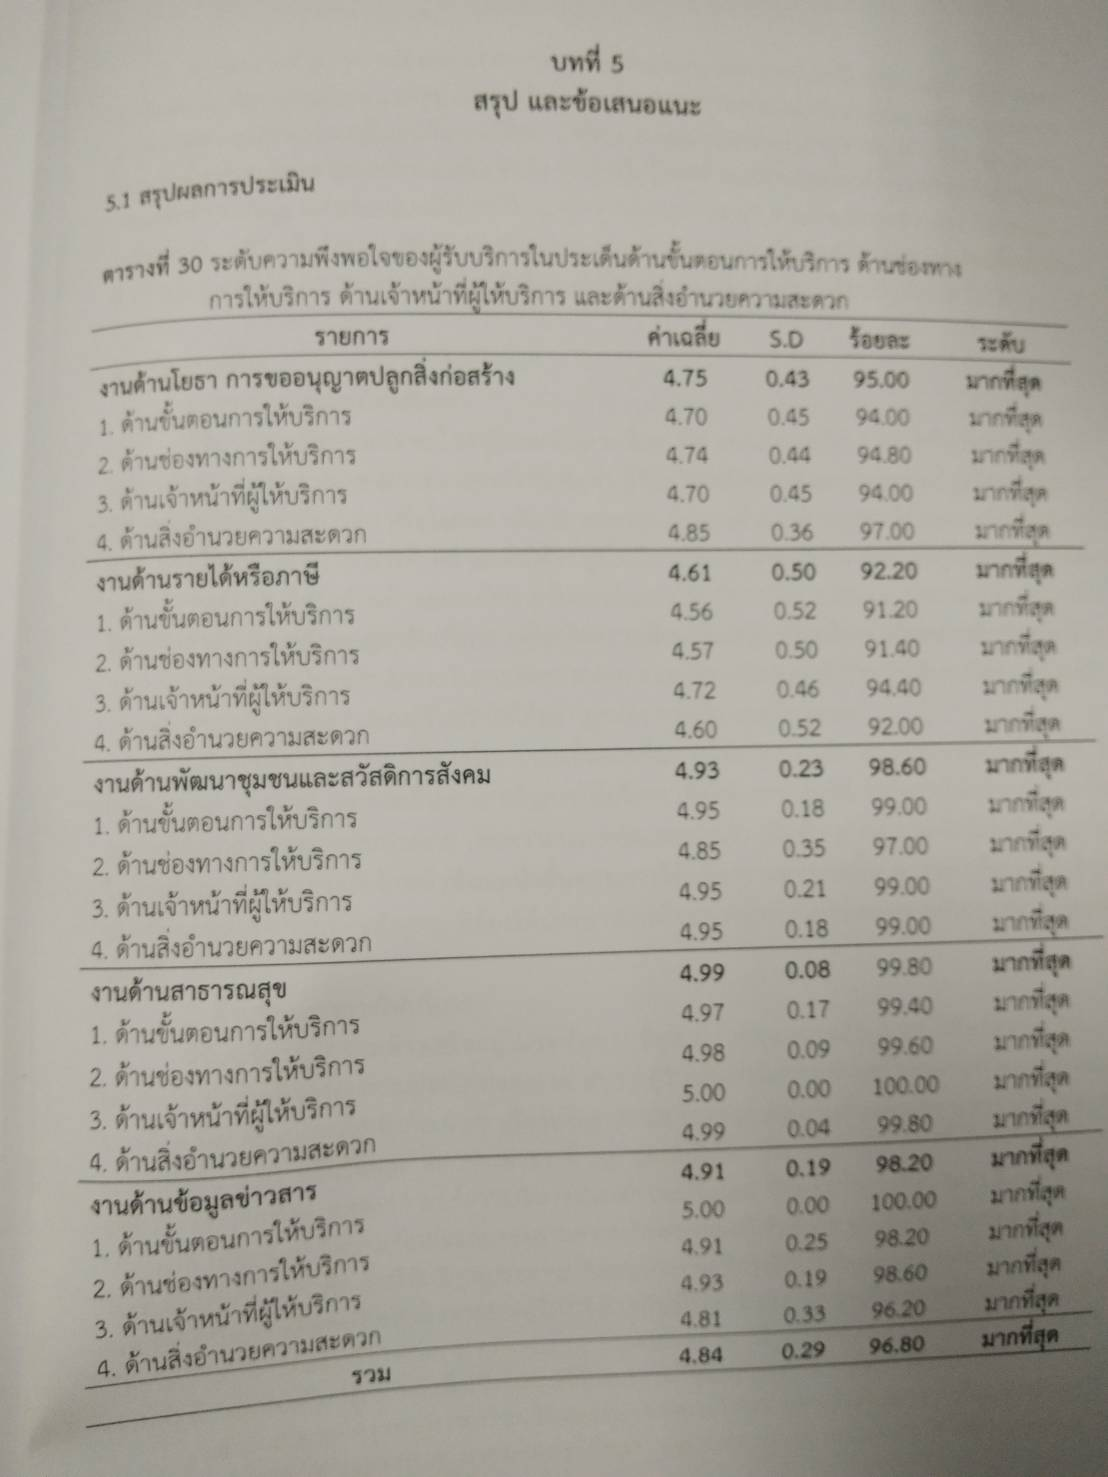 บทที่ 5
สรุป และข้อเสนอแนะ
5.1 สรุปผลการประเมิน
ตารางที่ 30 ระดับความพึงพอใจของผู้รับบริการในประเด็นด้านขั้นตอนการให้บริการ ด้านช่องทาง
การให้บริการ ด้านเจ้าหน้าที่ผู้ให้บริการ และด้านสิ่งอำนวยความสะดวก
รายการ ค่าเฉลี่ย S.D ร้อยละ ระดับ
งานด้านโยธา การขออนุญาตปลูกสิ่งก่อสร้าง 4.75 0.43 95.00 มากที่สุด
1. ด้านขั้นตอนการให้บริการ 4.70 0.45 94.00 มากที่สุด
2. ด้านช่องทางการให้บริการ 4.74 0.44 94.80 มากที่สุด
3. ด้านเจ้าหน้าที่ผู้ให้บริการ 4.70 0.45 94.00 มากที่สุด
4. ด้านสิ่งอำนวยความสะดวก 4.85 0.36 97.00 มากที่สุด
งานด้านรายได้หรือภาษี 4.61 0.50 92.20 มากที่สุด
1. ด้านขั้นตอนการให้บริการ 4.56 0.52 91.20 มากที่สุด
2. ด้านช่องทางการให้บริการ 4.57 0.50 91.40 มากที่สุด
3. ด้านเจ้าหน้าที่ผู้ให้บริการ 4.72 0.46 94.40 มากที่สุด
4. ด้านสิ่งอำนวยความสะดวก 4.60 0.52 92.00 มากที่สุด
งานด้านพัฒนาชุมชนและสวัสดิการสังคม 4.93 0.23 98.60 มากที่สุด
1. ด้านขั้นตอนการให้บริการ 4.95 0.18 99.00 มากที่สุด
2. ด้านช่องทางการให้บริการ 4.85 0.35 97.00 มากที่สุด
3. ด้านเจ้าหน้าที่ผู้ให้บริการ 4.95 0.21 99.00 มากที่สุด
4. ด้านสิ่งอำนวยความสะดวก 4.95 0.18 99.00 มากที่สุด
งานด้านสาธารณสุข 4.99 0.08 99.80 มากที่สุด
1. ด้านขั้นตอนการให้บริการ 4.97 0.17 99.40 มากที่สุด
2. ด้านช่องทางการให้บริการ 4.98 0.09 99.60 มากที่สุด
3. ด้านเจ้าหน้าที่ผู้ให้บริการ 5.00 0.00 100.00 มากที่สุด
4. ด้านสิ่งอำนวยความสะดวก 4.99 0.04 99.80 มากที่สุด
งานด้านข้อมูลข่าวสาร 4.91 0.19 98.20 มากที่สุด
1. ด้านขั้นตอนการให้บริการ 5.00 0.00 100.00 มากที่สุด
2. ด้านช่องทางการให้บริการ 4.91 0.25 98.20 มากที่สุด
3. ด้านเจ้าหน้าที่ผู้ให้บริการ 4.93 0.19 98.60 มากที่สุด
4. ด้านสิ่งอำนวยความสะดวก 4.81 0.33 96.20 มากที่สุด
รวม 4.84 0.29 96.80 มากที่สุด